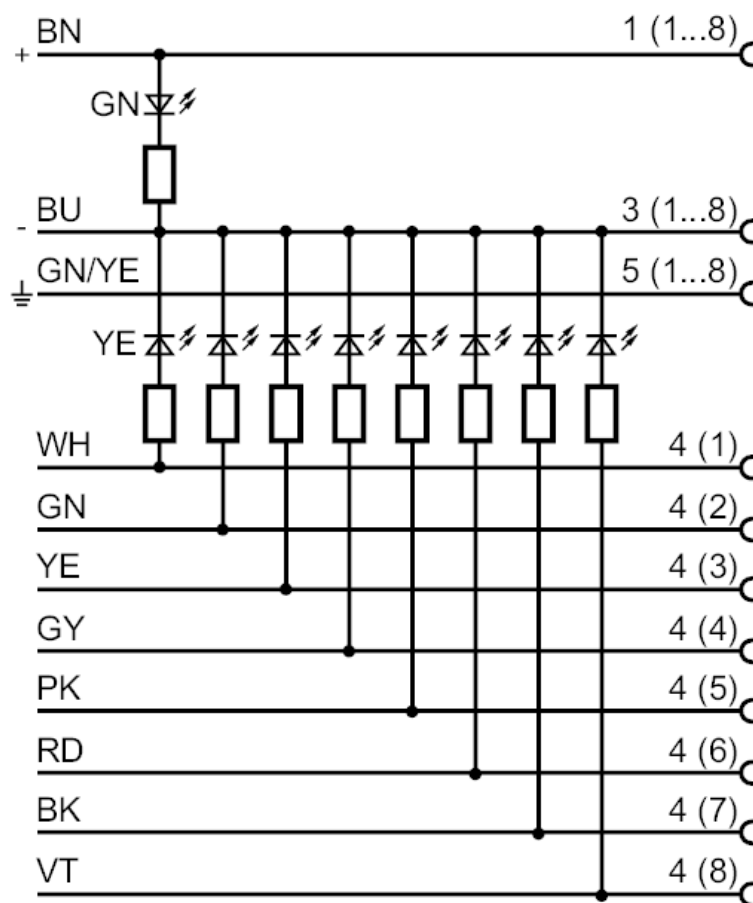 BN 1 (1...8)
+
GN
BU 3 (1...8)
-
GN/YE 5 (1...8)
YE
WH 4 (1)
GN 4 (2)
YE 4 (3)
GY 4 (4)
PK 4 (5)
RD 4 (6)
BK 4 (7)
VT 4 (8)